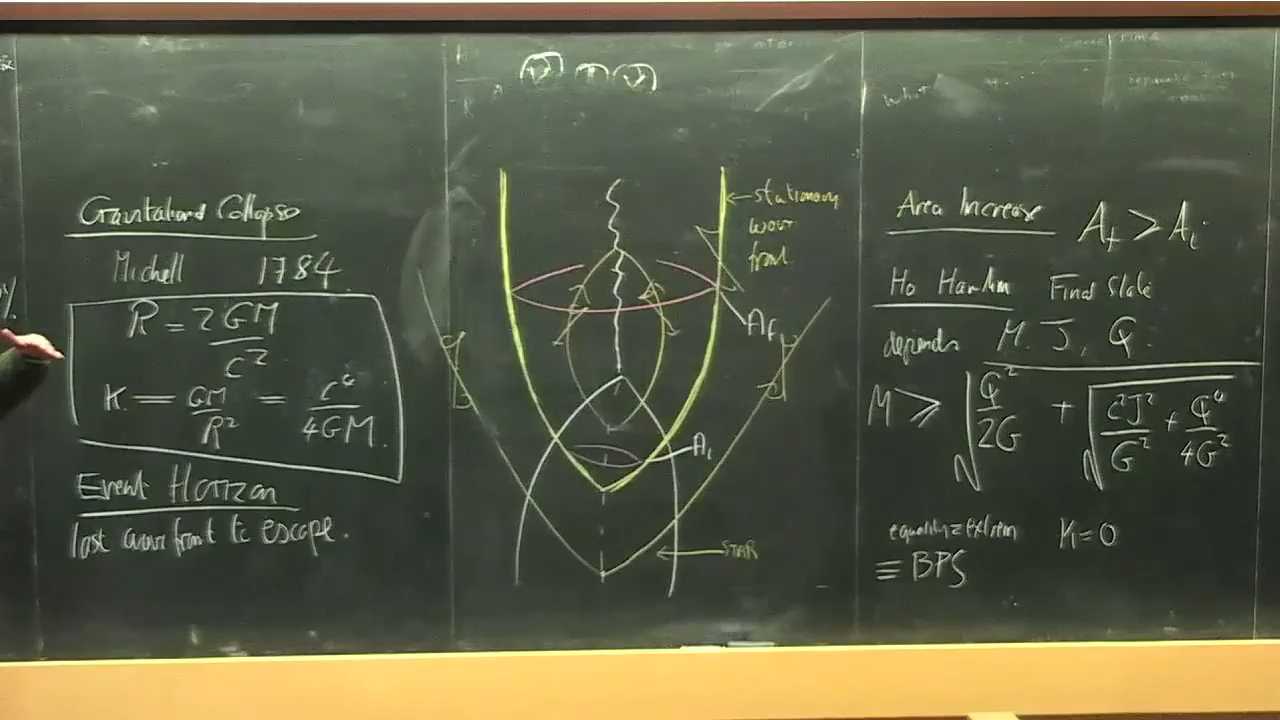 Gravitational Collapse
Michell 1784
R = 2GM / c²
K = GM / R² = c⁴ / 4GM.
Event Horizon
last wavefront to escape.
stationary
wave
front
A_f
A_i
STAR
Area Increase A_f > A_i
No Hair Thm Final State
depends M, J, Q.
M ≥ √(Q² / 2G + √(c²J² / G² + Q⁴ / 4G²))
equality = extrem K = 0
≡ BPS
What